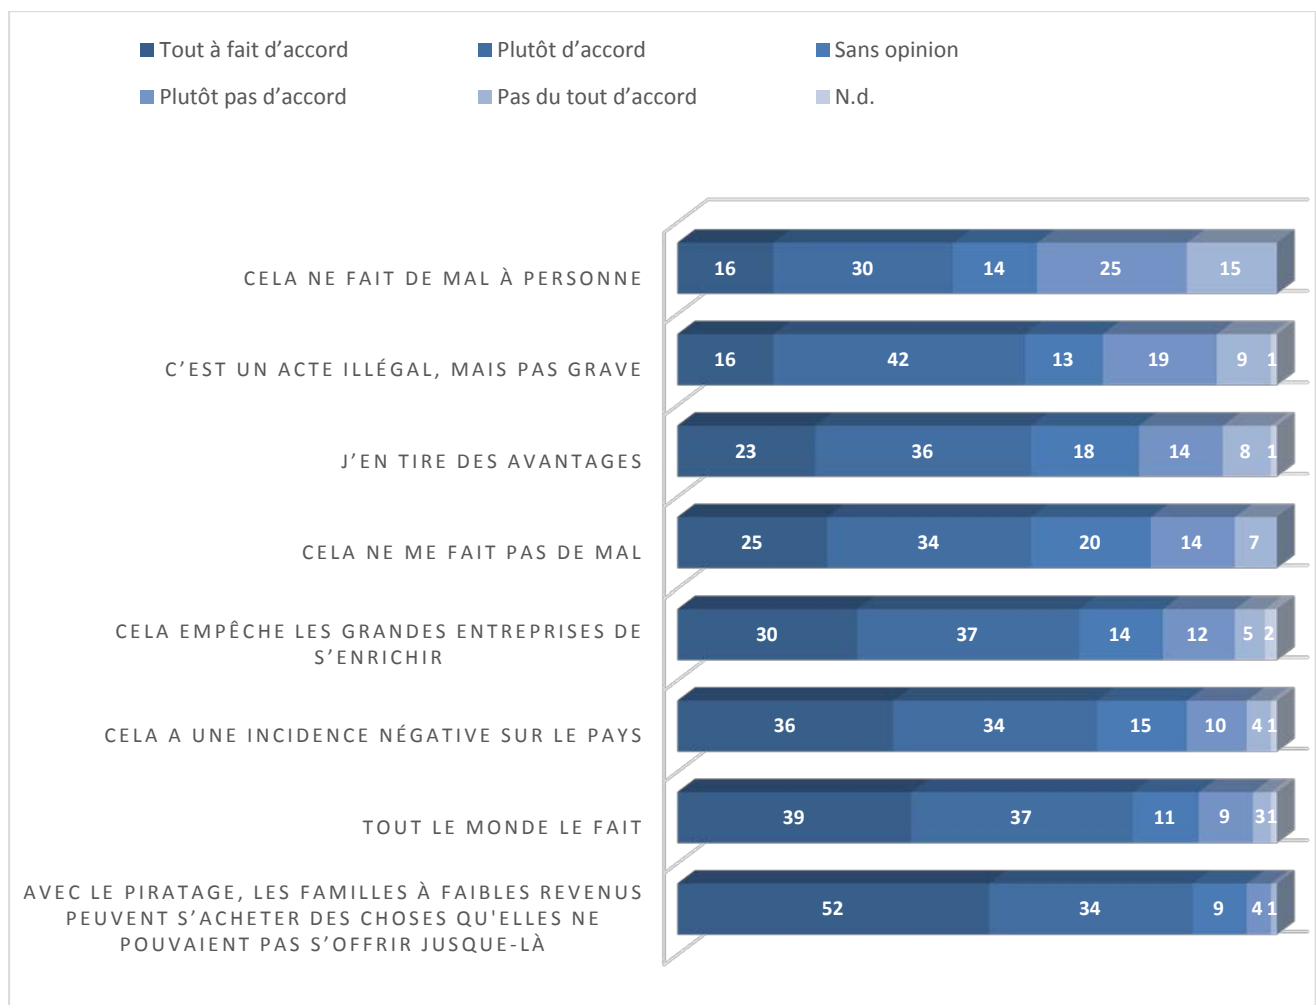 Tout à fait d’accord Plutôt d’accord Sans opinion
Plutôt pas d’accord Pas du tout d’accord N.d.
CELA NE FAIT DE MAL À PERSONNE 16 30 14 25 15
C’EST UN ACTE ILLÉGAL, MAIS PAS GRAVE 16 42 13 19 9 1
J’EN TIRE DES AVANTAGES 23 36 18 14 8 1
CELA NE ME FAIT PAS DE MAL 25 34 20 14 7
CELA EMPÊCHE LES GRANDES ENTREPRISES DE
S’ENRICHIR
30 37 14 12 5 2
CELA A UNE INCIDENCE NÉGATIVE SUR LE PAYS 36 34 15 10 4 1
TOUT LE MONDE LE FAIT 39 37 11 9 3 1
AVEC LE PIRATAGE, LES FAMILLES À FAIBLES REVENUS
PEUVENT S’ACHETER DES CHOSES QU'ELLES NE
POUVAIENT PAS S’OFFRIR JUSQUE-LÀ
52 34 9 4 1